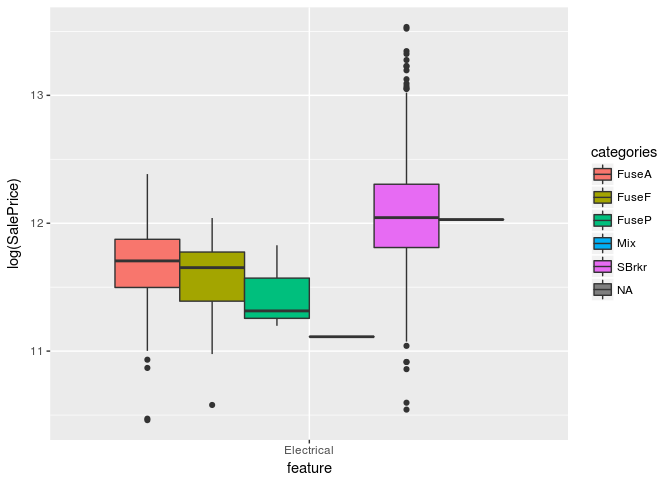 log(SalePrice)
13
12
11
Electrical
feature
categories
FuseA
FuseF
FuseP
Mix
SBrkr
NA